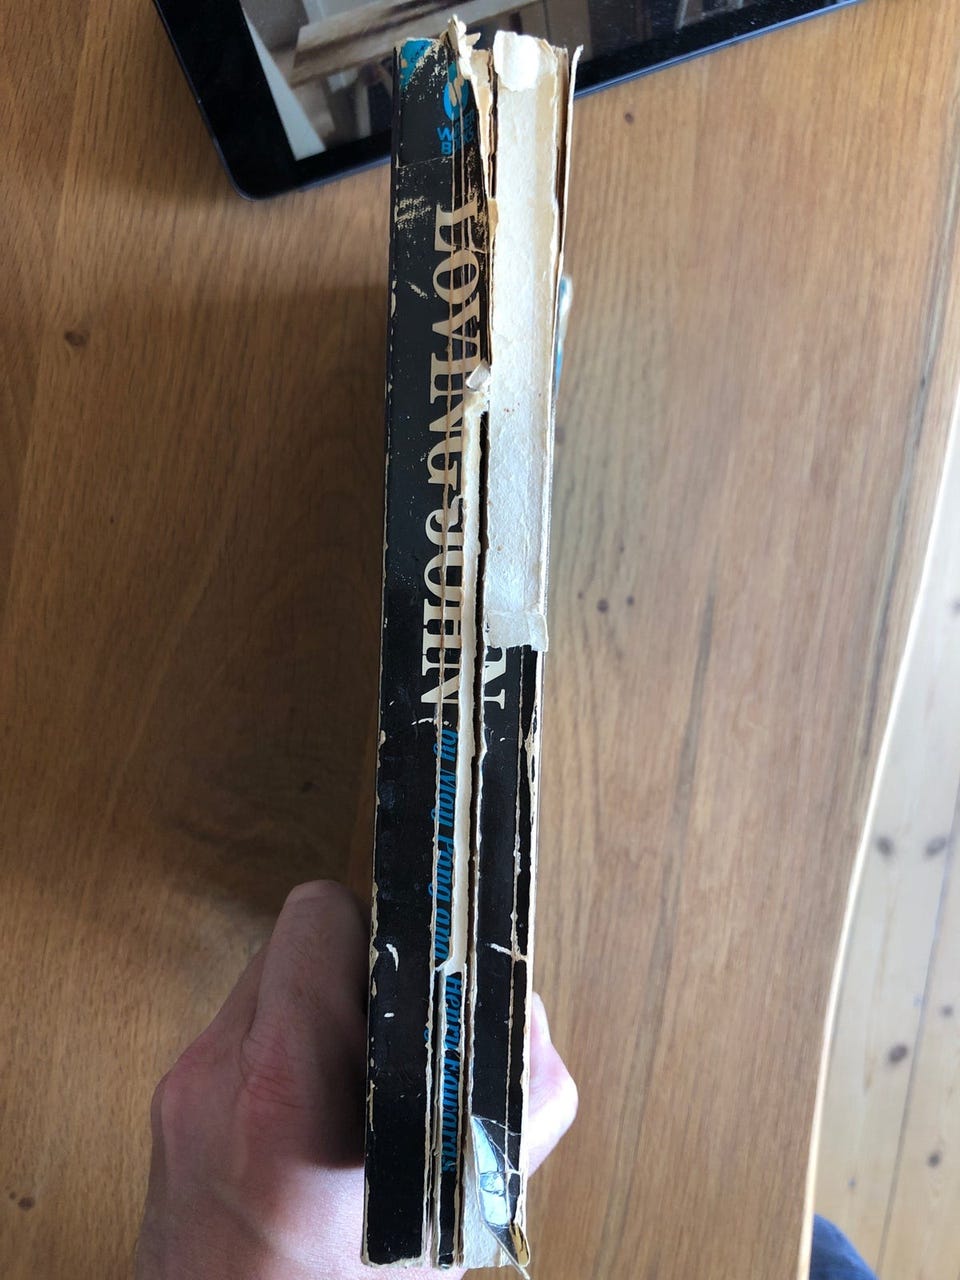 LOVING JOHN
by May Pang and Henry Edwards